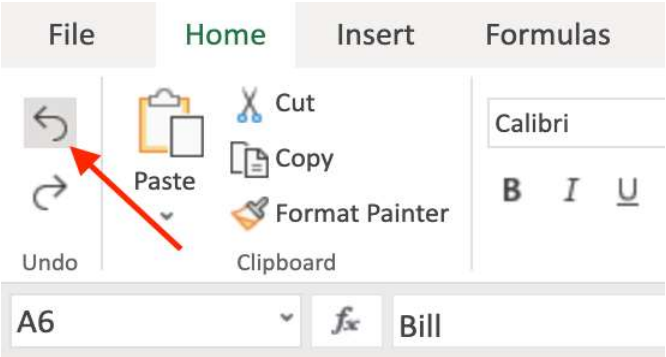 File Home Insert Formulas
Cut
Calibri
Copy
Paste
B I U
Format Painter
Undo Clipboard
A6 fx Bill